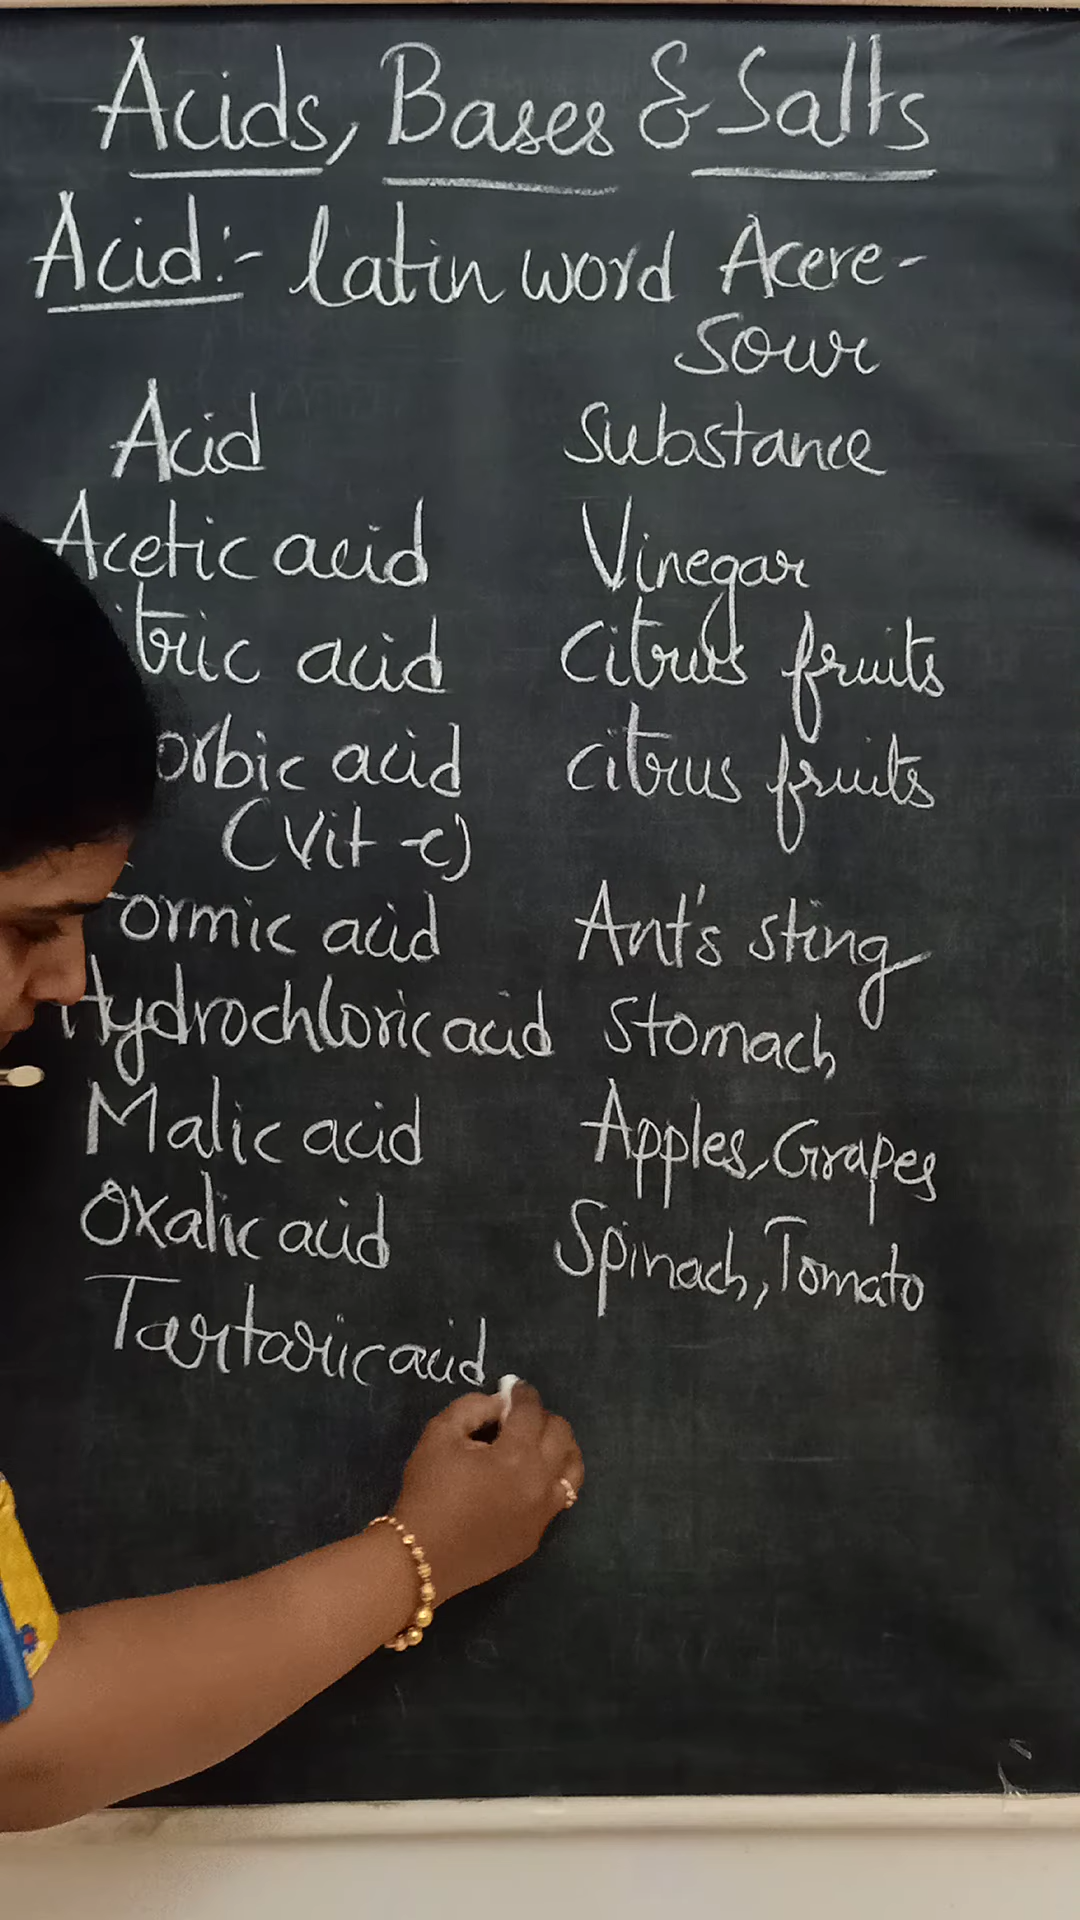 Acids, Bases & Salts
Acid:- latin word Acere-
Sour
Acid Substance
Acetic acid Vinegar
tric acid Citrus fruits
orbic acid citrus fruits
(Vit-c)
ormic acid Ant's sting
Hydrochloric acid Stomach
Malic acid Apples, Grapes
Oxalic acid Spinach, Tomato
Tartaric acid